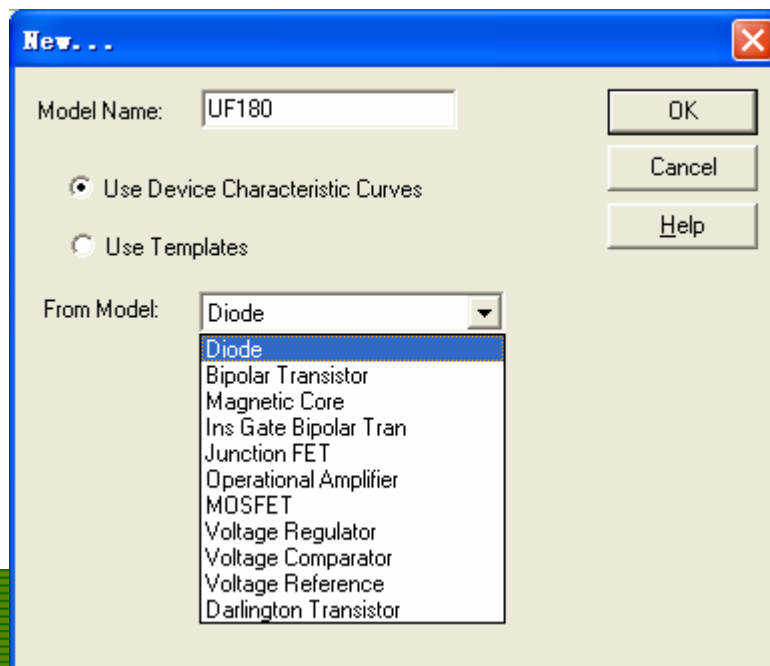 New...
Model Name: UF180 OK
Use Device Characteristic Curves Cancel
Use Templates Help
From Model: Diode
Diode
Bipolar Transistor
Magnetic Core
Ins Gate Bipolar Tran
Junction FET
Operational Amplifier
MOSFET
Voltage Regulator
Voltage Comparator
Voltage Reference
Darlington Transistor